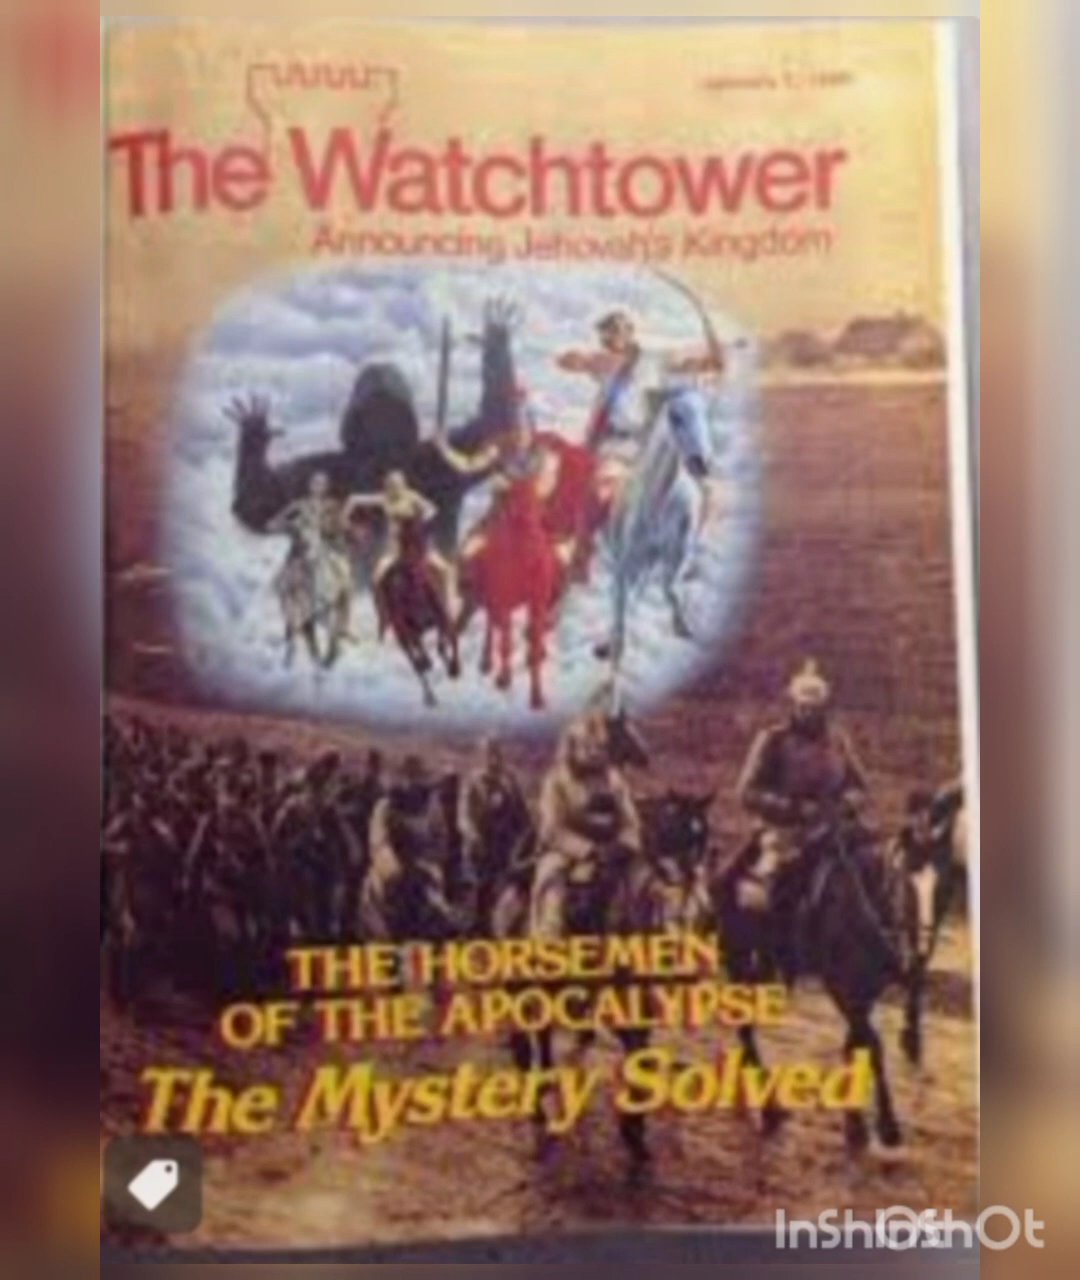 The Watchtower
Announcing Jehovah's Kingdom
THE HORSEMEN
OF THE APOCALYPSE
The Mystery Solved
InShOt